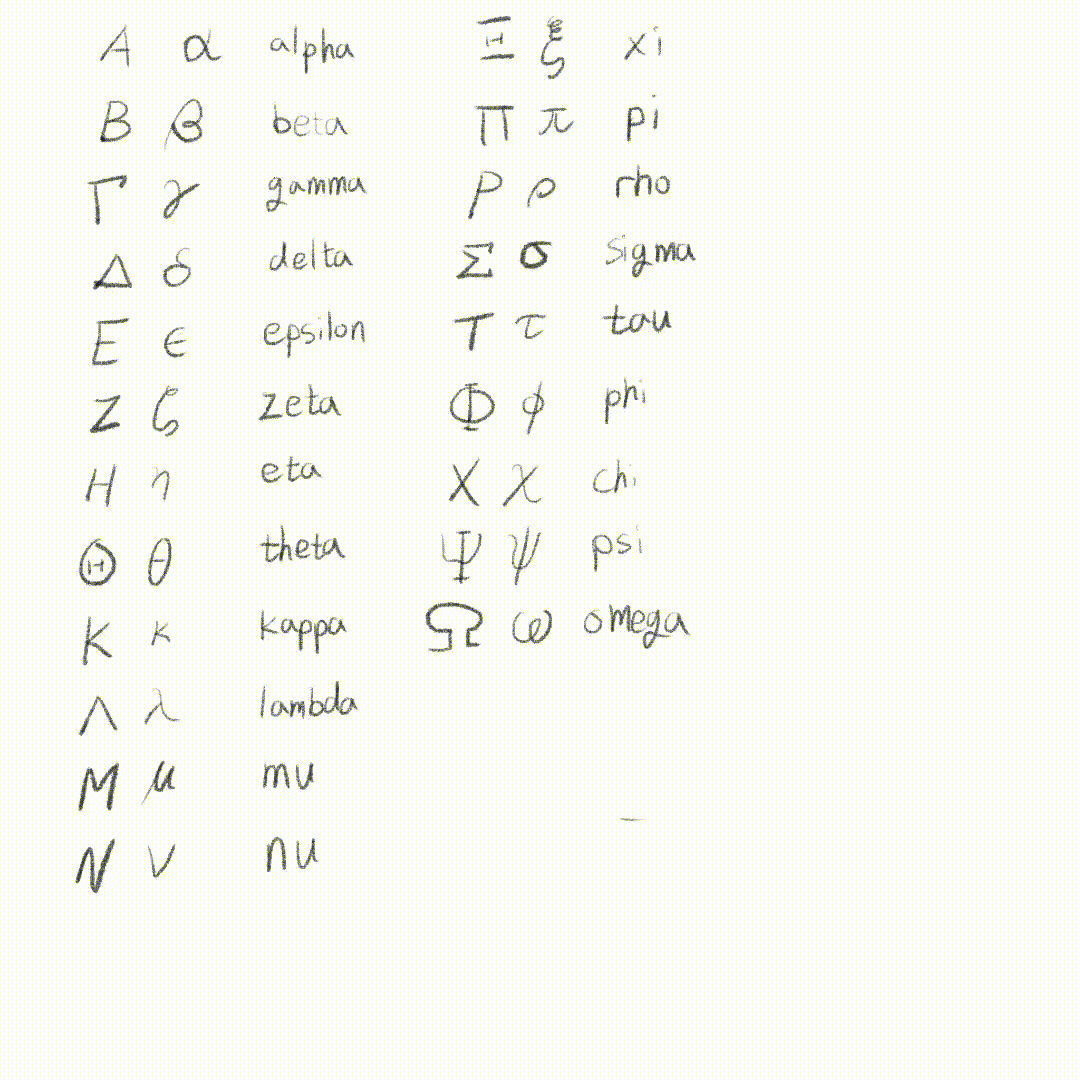 Α α alpha
Β β beta
Γ γ gamma
Δ δ delta
Ε ϵ epsilon
Ζ ζ zeta
Η η eta
Θ θ theta
Κ κ kappa
Λ λ lambda
Μ μ mu
Ν ν nu
Ξ ξ xi
Π π pi
Ρ ρ rho
Σ σ sigma
Τ τ tau
Φ ϕ phi
Χ χ chi
Ψ ψ psi
Ω ω omega